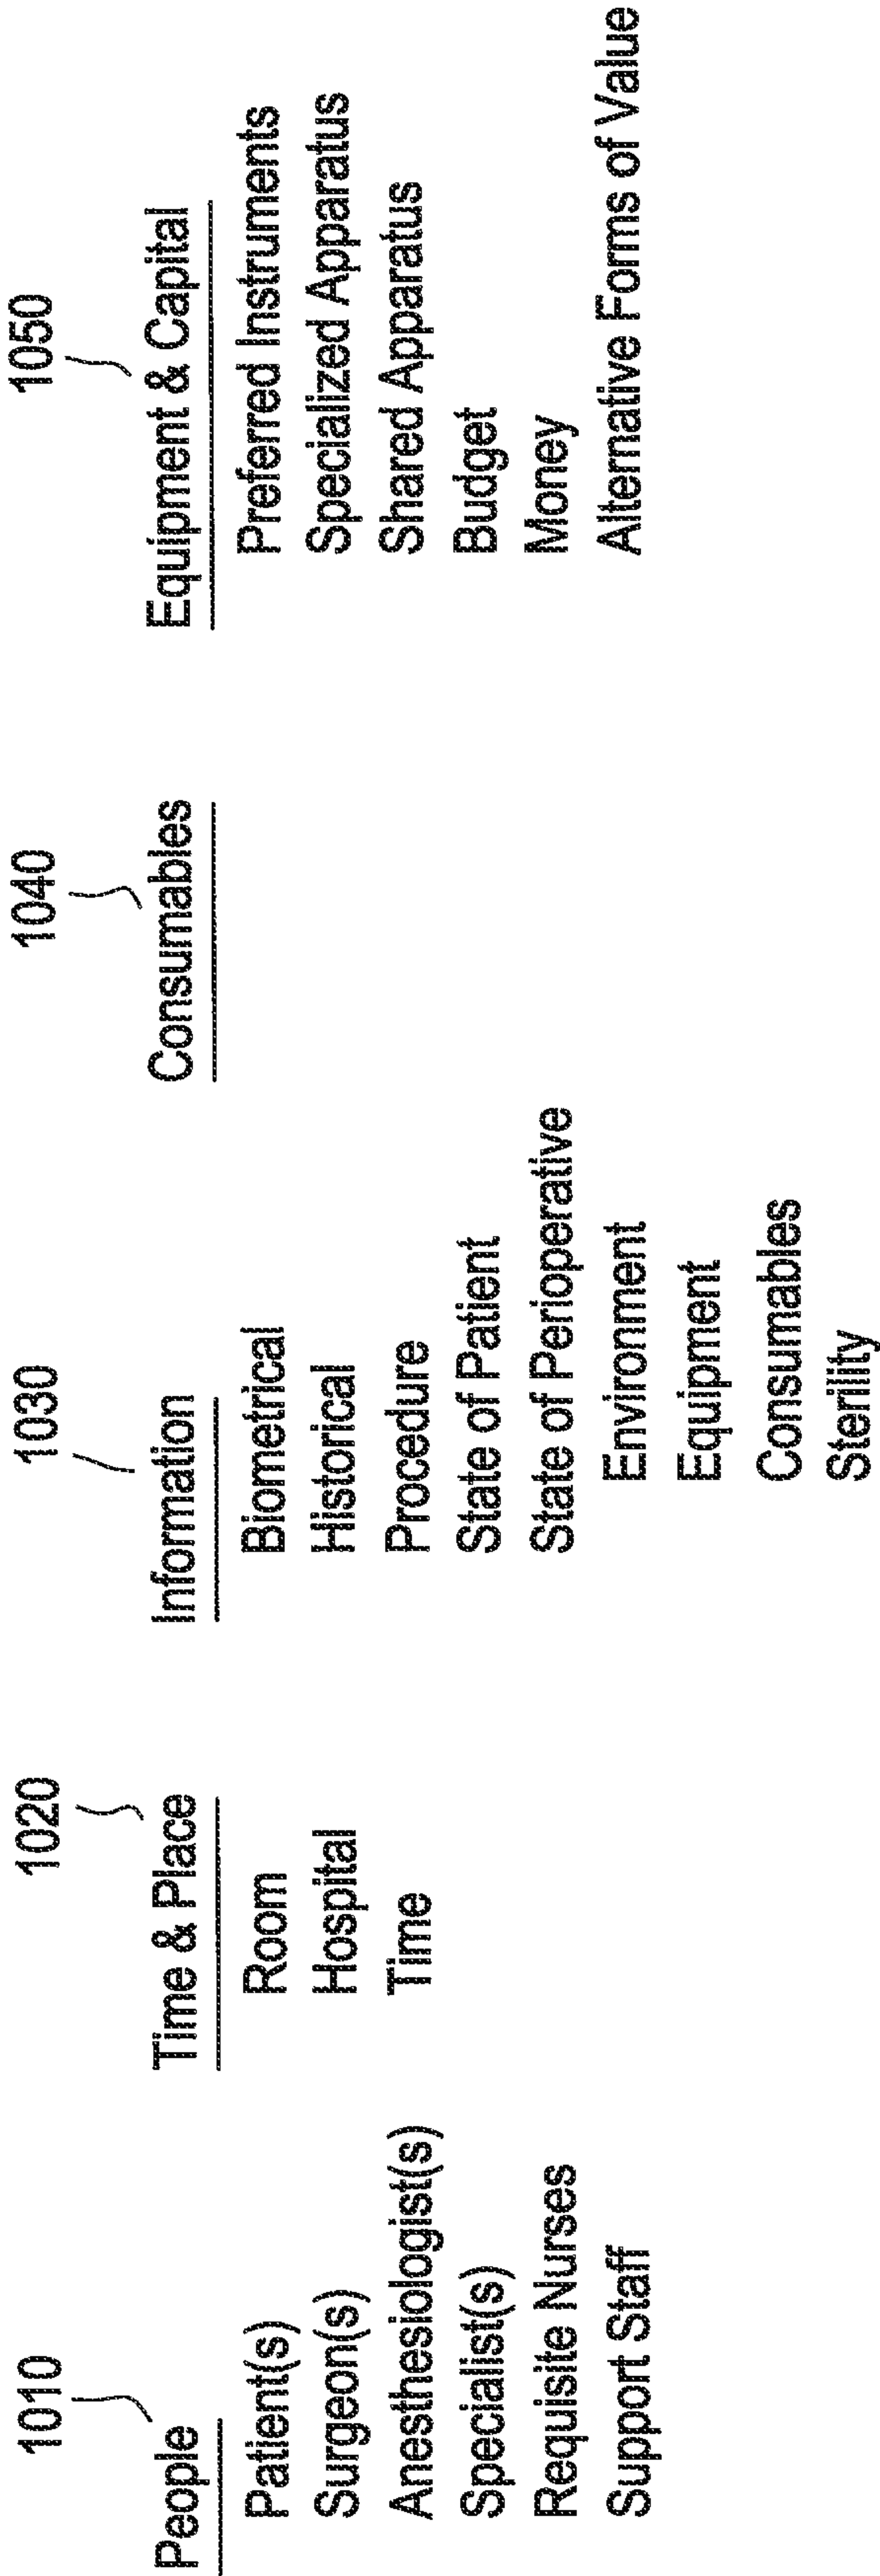 1010
People
Patient(s)
Surgeon(s)
Anesthesiologist(s)
Specialist(s)
Requisite Nurses
Support Staff
1020
Time & Place
Room
Hospital
Time
1030
Information
Biometrical
Historical
Procedure
State of Patient
State of Perioperative
Environment
Equipment
Consumables
Sterility
1040
Consumables
1050
Equipment & Capital
Preferred Instruments
Specialized Apparatus
Shared Apparatus
Budget
Money
Alternative Forms of Value